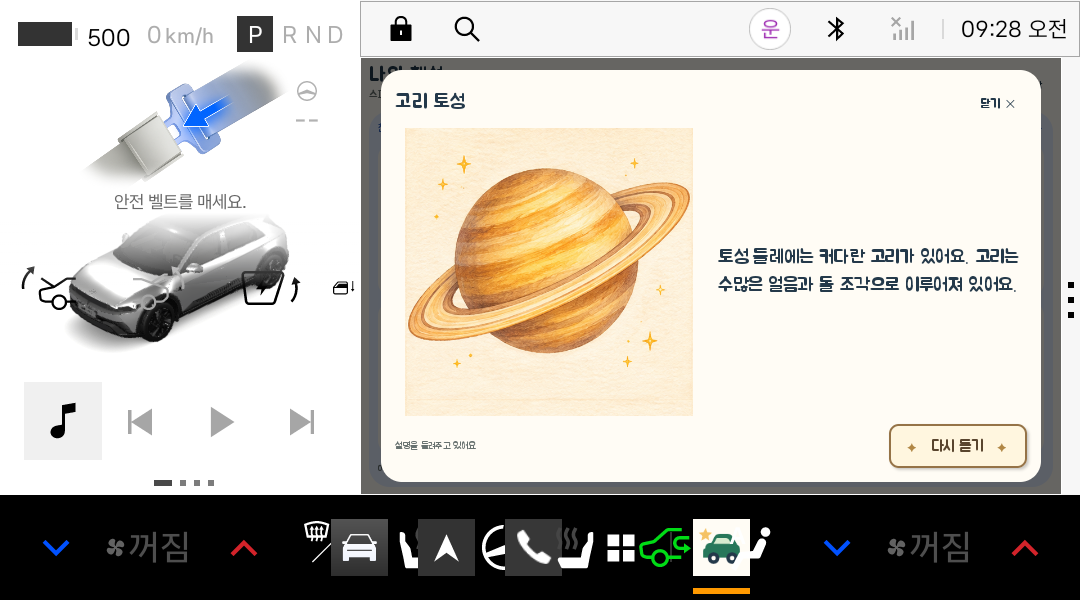 500
0 km/h
P R N D
운
09:28 오전
안전 벨트를 매세요.
고리 토성
닫기 ×
토성 둘레에는 커다란 고리가 있어요. 고리는
수많은 얼음과 돌 조각으로 이루어져 있어요.
설명을 들려주고 있어요
다시 듣기
꺼짐
꺼짐